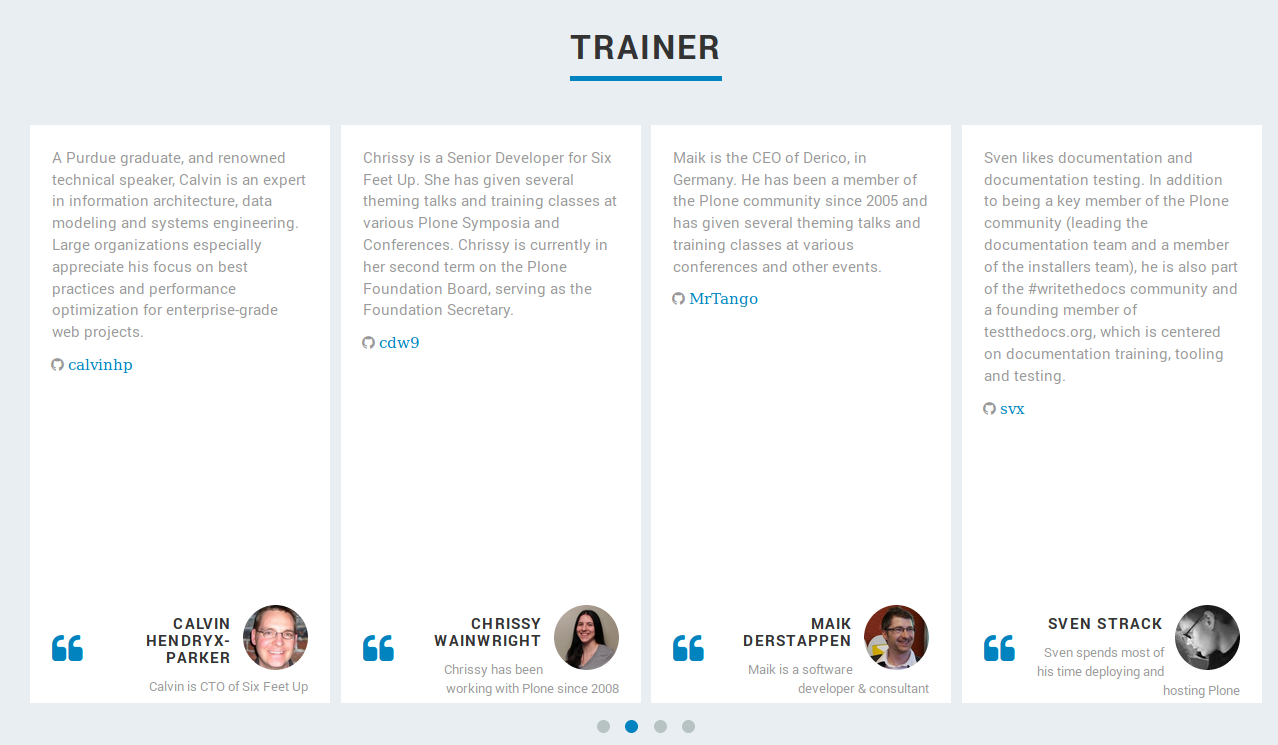 TRAINER
A Purdue graduate, and renowned
technical speaker, Calvin is an expert
in information architecture, data
modeling and systems engineering.
Large organizations especially
appreciate his focus on best
practices and performance
optimization for enterprise-grade
web projects.
calvinhp
CALVIN
HENDRYX-
PARKER
Calvin is CTO of Six Feet Up
Chrissy is a Senior Developer for Six
Feet Up. She has given several
theming talks and training classes at
various Plone Symposia and
Conferences. Chrissy is currently in
her second term on the Plone
Foundation Board, serving as the
Foundation Secretary.
cdw9
CHRISSY
WAINWRIGHT
Chrissy has been
working with Plone since 2008
Maik is the CEO of Derico, in
Germany. He has been a member of
the Plone community since 2005 and
has given several theming talks and
training classes at various
conferences and other events.
MrTango
MAIK
DERSTAPPEN
Maik is a software
developer & consultant
Sven likes documentation and
documentation testing. In addition
to being a key member of the Plone
community (leading the
documentation team and a member
of the installers team), he is also part
of the #writethedocs community and
a founding member of
testthedocs.org, which is centered
on documentation training, tooling
and testing.
svx
SVEN STRACK
Sven spends most of
his time deploying and
hosting Plone